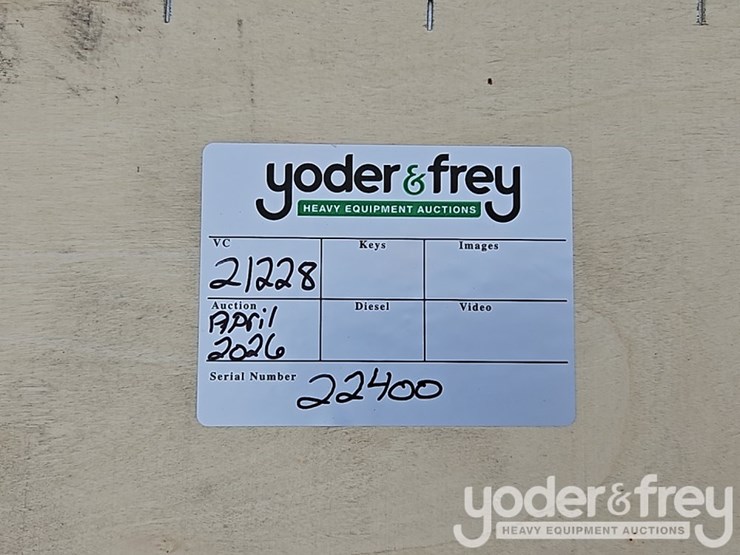 yoder & frey
HEAVY EQUIPMENT AUCTIONS
VC Keys Images
21228
Auction Diesel Video
April
2026
Serial Number 22400
yoder & frey
HEAVY EQUIPMENT AUCTIONS